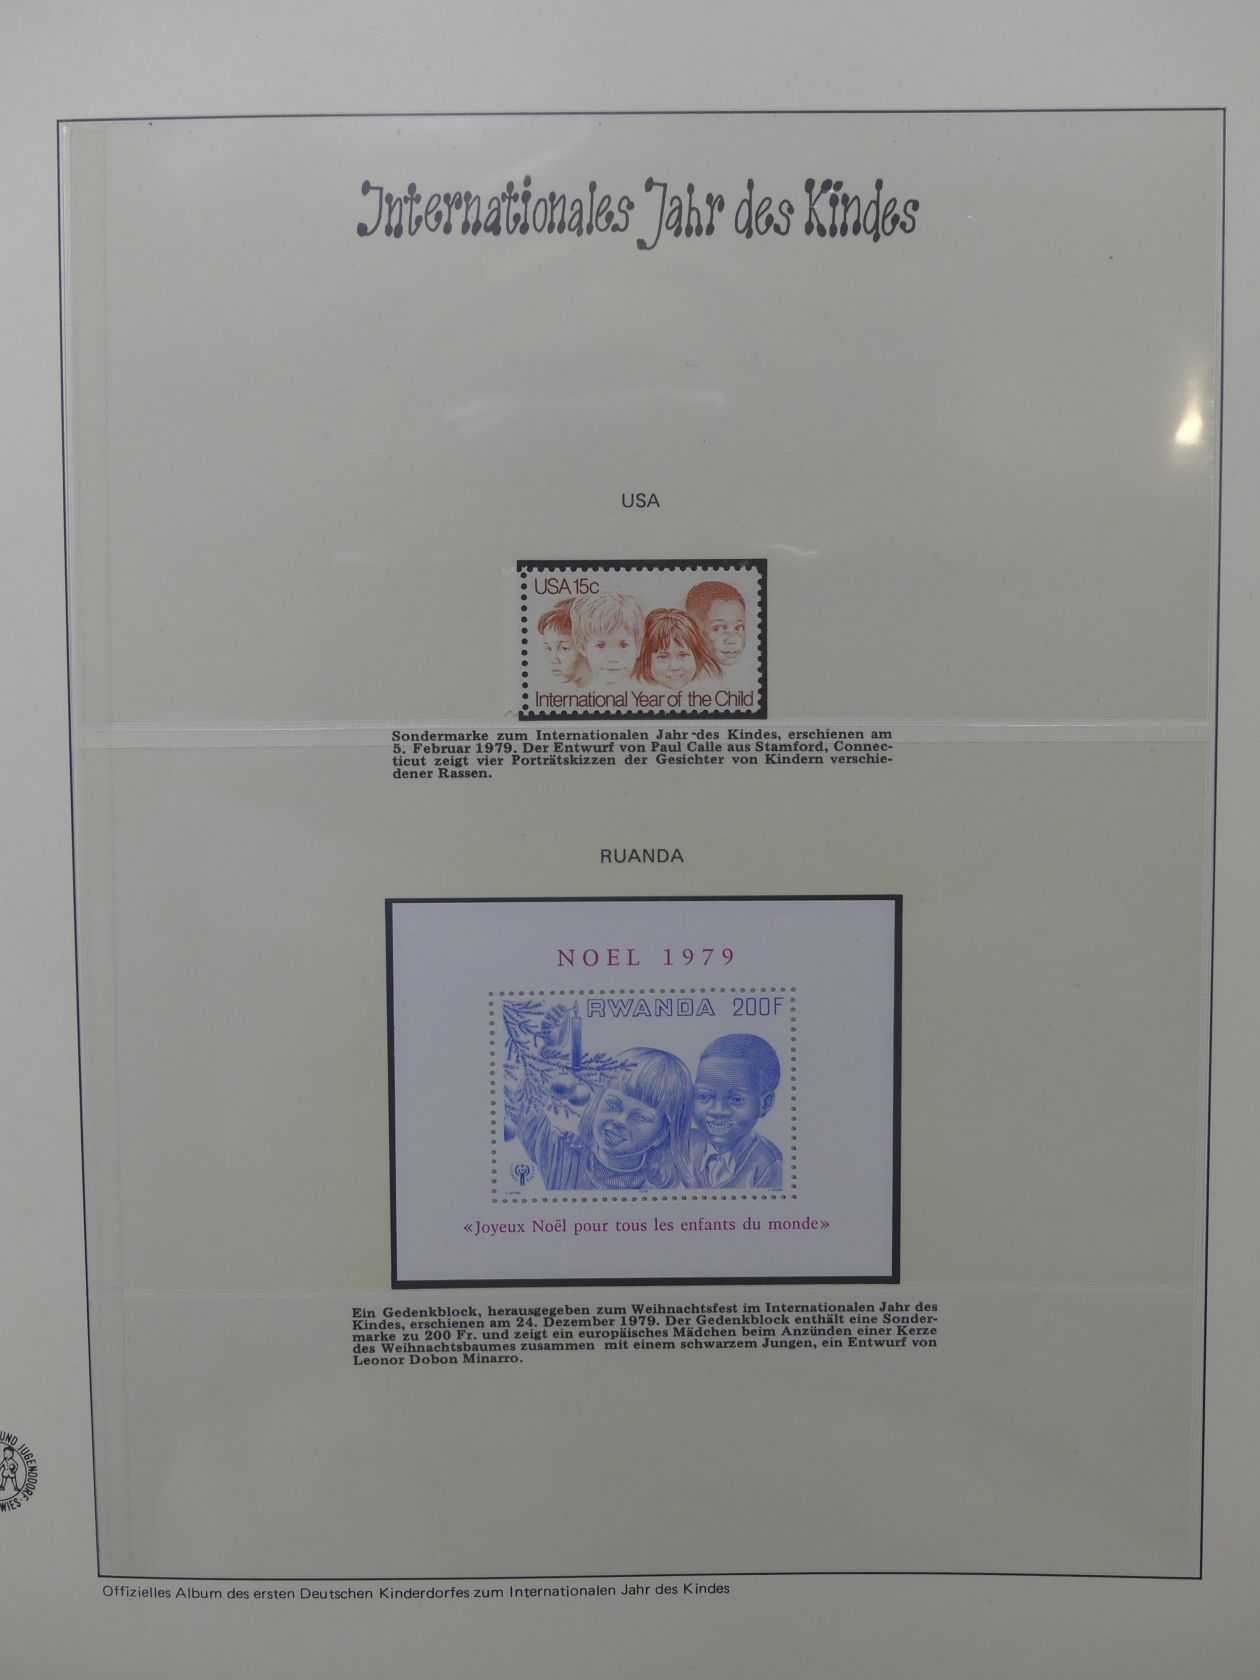 Internationales Jahr des Kindes
USA
USA 15c
International Year of the Child
Sondermarke zum Internationalen Jahr des Kindes, erschienen am
5. Februar 1979. Der Entwurf von Paul Calle aus Stamford, Connec-
ticut zeigt vier Porträtskizzen der Gesichter von Kindern verschie-
dener Rassen.
RUANDA
NOEL 1979
RWANDA 200F
«Joyeux Noël pour tous les enfants du monde»
Ein Gedenkblock, herausgegeben zum Weihnachtsfest im Internationalen Jahr des
Kindes, erschienen am 24. Dezember 1979. Der Gedenkblock enthält eine Sonder-
marke zu 200 Fr. und zeigt ein europäisches Mädchen beim Anzünden einer Kerze
des Weihnachtsbaumes zusammen mit einem schwarzem Jungen, ein Entwurf von
Leonor Dobon Minarro.
UND JUGENDDORF
WIES-
Offizielles Album des ersten Deutschen Kinderdorfes zum Internationalen Jahr des Kindes